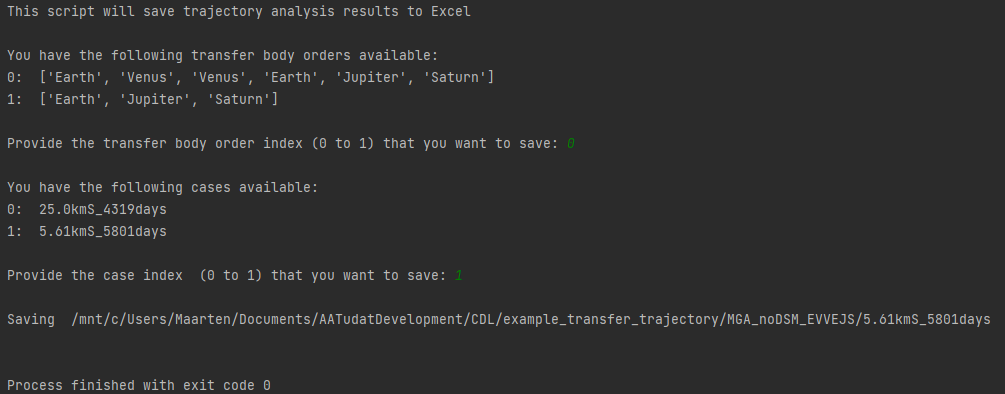 This script will save trajectory analysis results to Excel
You have the following transfer body orders available:
0:  ['Earth', 'Venus', 'Venus', 'Earth', 'Jupiter', 'Saturn']
1:  ['Earth', 'Jupiter', 'Saturn']
Provide the transfer body order index (0 to 1) that you want to save: 0
You have the following cases available:
0:  25.0kmS_4319days
1:  5.61kmS_5801days
Provide the case index  (0 to 1) that you want to save: 1
Saving  /mnt/c/Users/Maarten/Documents/AATudatDevelopment/CDL/example_transfer_trajectory/MGA_noDSM_EVVEJS/5.61kmS_5801days
Process finished with exit code 0